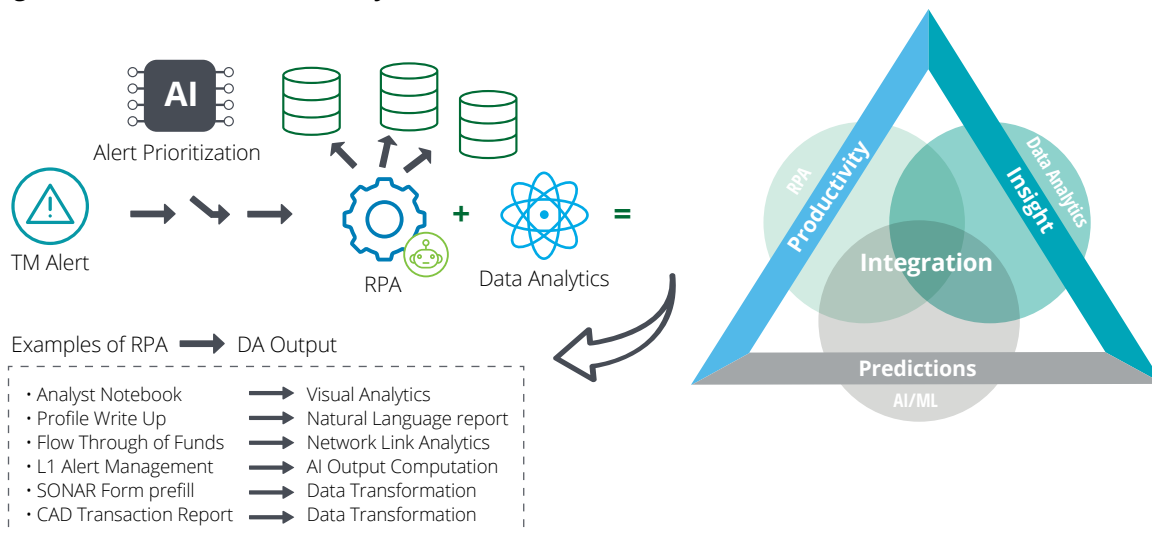 AI
Alert Prioritization
TM Alert
RPA
+
Data Analytics
=
RPA
Productivity
Data Analytics
Insight
Integration
Predictions
AI/ML
Examples of RPA
DA Output
• Analyst Notebook
Visual Analytics
• Profile Write Up
Natural Language report
• Flow Through of Funds
Network Link Analytics
• L1 Alert Management
AI Output Computation
• SONAR Form prefill
Data Transformation
• CAD Transaction Report
Data Transformation